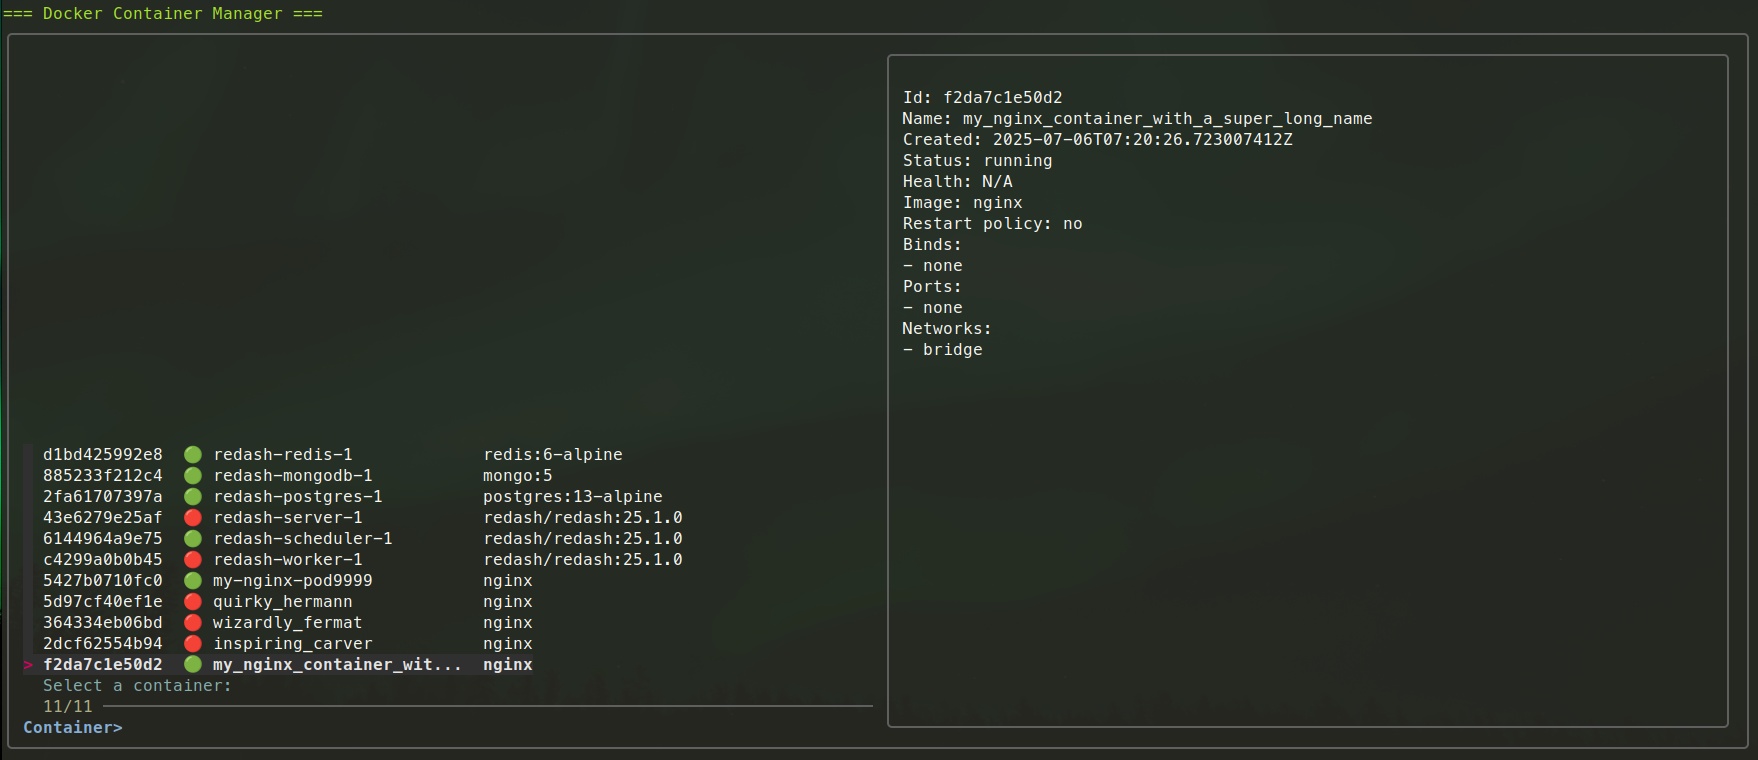 === Docker Container Manager ===
Id: f2da7c1e50d2
Name: my_nginx_container_with_a_super_long_name
Created: 2025-07-06T07:20:26.723007412Z
Status: running
Health: N/A
Image: nginx
Restart policy: no
Binds:
- none
Ports:
- none
Networks:
- bridge
d1bd425992e8 redash-redis-1 redis:6-alpine
885233f212c4 redash-mongodb-1 mongo:5
2fa61707397a redash-postgres-1 postgres:13-alpine
43e6279e25af redash-server-1 redash/redash:25.1.0
6144964a9e75 redash-scheduler-1 redash/redash:25.1.0
c4299a0b0b45 redash-worker-1 redash/redash:25.1.0
5427b0710fc0 my-nginx-pod9999 nginx
5d97cf40ef1e quirky_hermann nginx
364334eb06bd wizardly_fermat nginx
2dcf62554b94 inspiring_carver nginx
> f2da7c1e50d2 my_nginx_container_wit... nginx
Select a container:
11/11
Container>